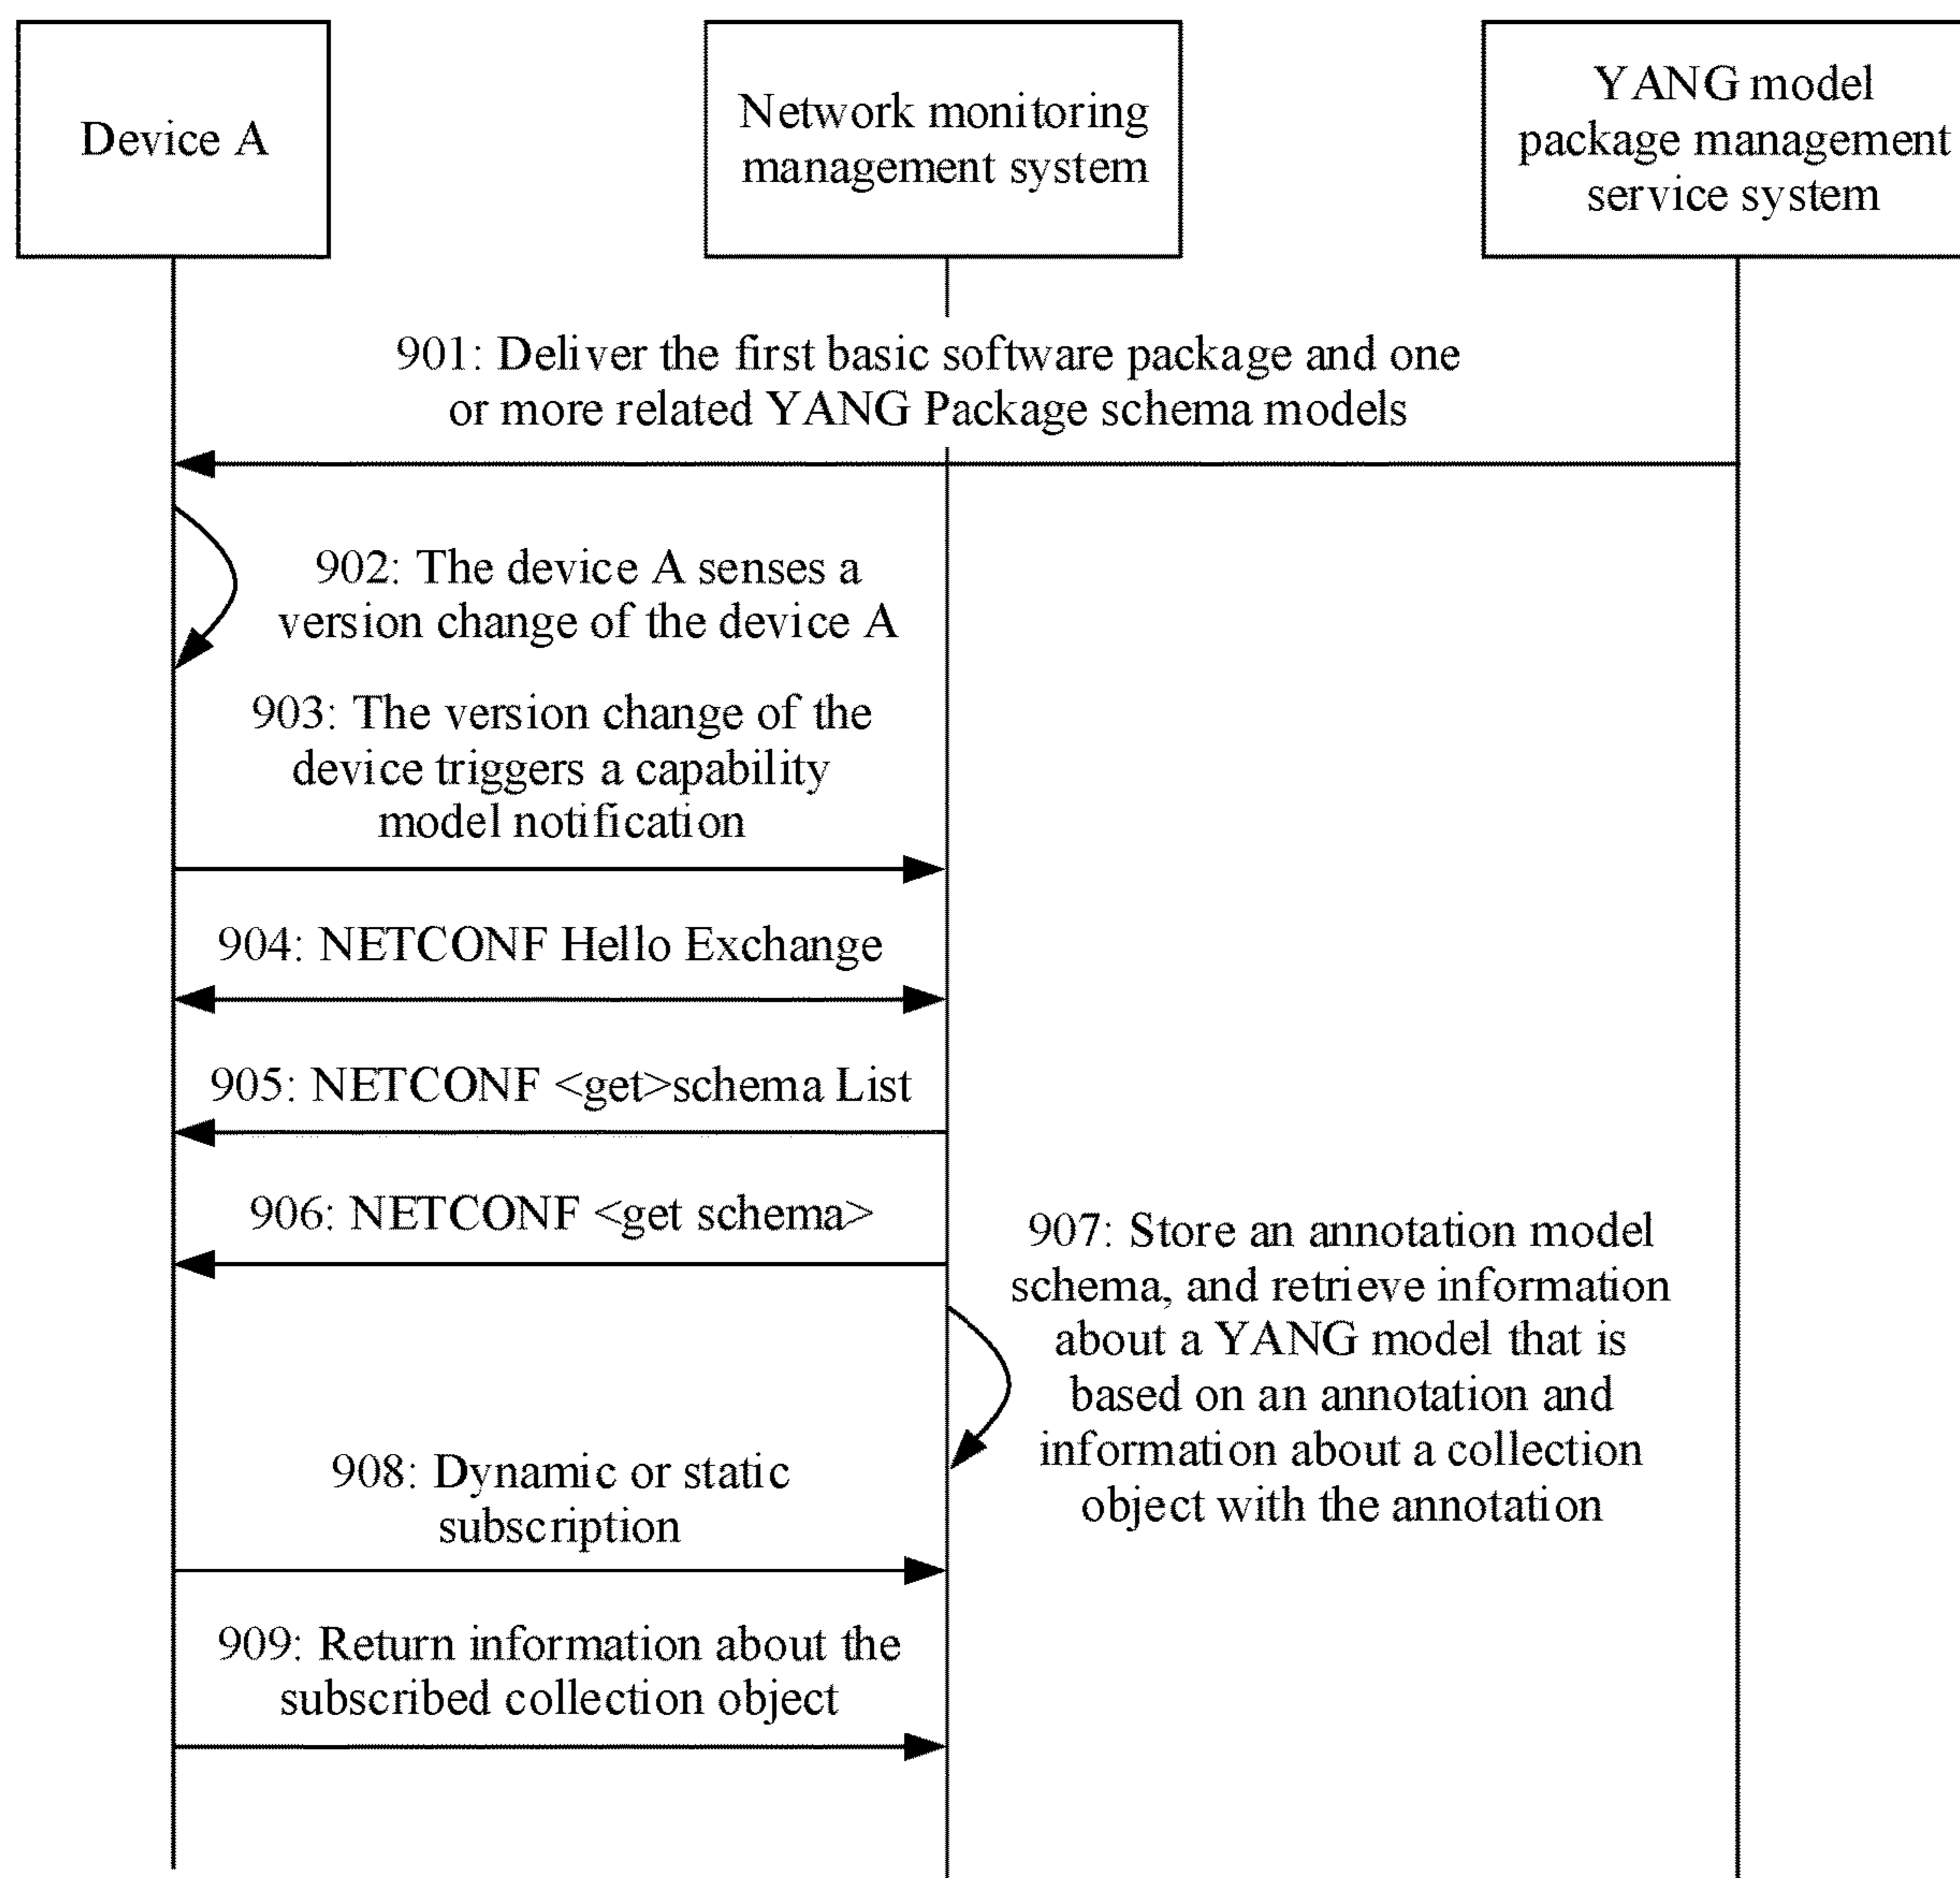 Device A
Network monitoring
management system
YANG model
package management
service system
901: Deliver the first basic software package and one
or more related YANG Package schema models
902: The device A senses a
version change of the device A
903: The version change of the
device triggers a capability
model notification
904: NETCONF Hello Exchange
905: NETCONF <get>schema List
906: NETCONF <get schema>
907: Store an annotation model
schema, and retrieve information
about a YANG model that is
based on an annotation and
information about a collection
object with the annotation
908: Dynamic or static
subscription
909: Return information about the
subscribed collection object